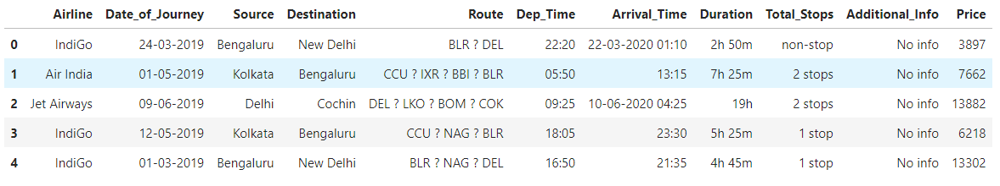 Airline Date_of_Journey Source Destination Route Dep_Time Arrival_Time Duration Total_Stops Additional_Info Price
0 IndiGo 24-03-2019 Bengaluru New Delhi BLR ? DEL 22:20 22-03-2020 01:10 2h 50m non-stop No info 3897
1 Air India 01-05-2019 Kolkata Bengaluru CCU ? IXR ? BBI ? BLR 05:50 13:15 7h 25m 2 stops No info 7662
2 Jet Airways 09-06-2019 Delhi Cochin DEL ? LKO ? BOM ? COK 09:25 10-06-2020 04:25 19h 2 stops No info 13882
3 IndiGo 12-05-2019 Kolkata Bengaluru CCU ? NAG ? BLR 18:05 23:30 5h 25m 1 stop No info 6218
4 IndiGo 01-03-2019 Bengaluru New Delhi BLR ? NAG ? DEL 16:50 21:35 4h 45m 1 stop No info 13302